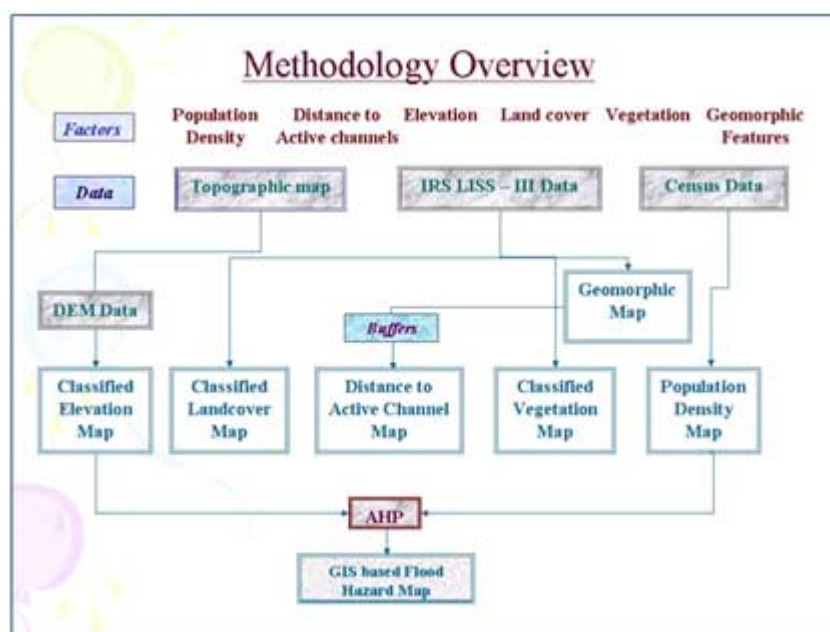 Methodology Overview
Factors
Population
Density
Distance to
Active channels
Elevation
Land cover
Vegetation
Geomorphic
Features
Data
Topographic map
IRS LISS – III Data
Census Data
Geomorphic
Map
DEM Data
Buffers
Classified
Elevation
Map
Classified
Landcover
Map
Distance to
Active Channel
Map
Classified
Vegetation
Map
Population
Density
Map
AHP
GIS based Flood
Hazard Map